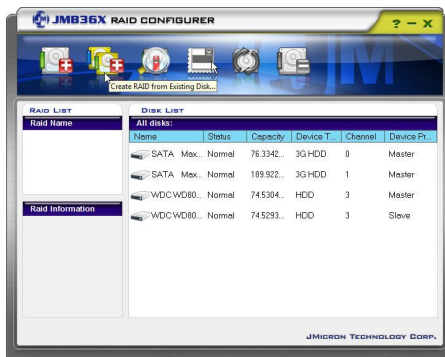 JMB36X RAID CONFIGURER
? – X
Create RAID from Existing Disk...
RAID LIST
Raid Name
Raid Information
DISK LIST
All disks:
Name Status Capacity Device T... Channel Device Pr...
SATA Max... Normal 76.3342... 3G HDD 0 Master
SATA Max... Normal 189.922... 3G HDD 1 Master
WDC WD80... Normal 74.5304... HDD 3 Master
WDC WD80... Normal 74.5293... HDD 3 Slave
JMICRON TECHNOLOGY CORP.